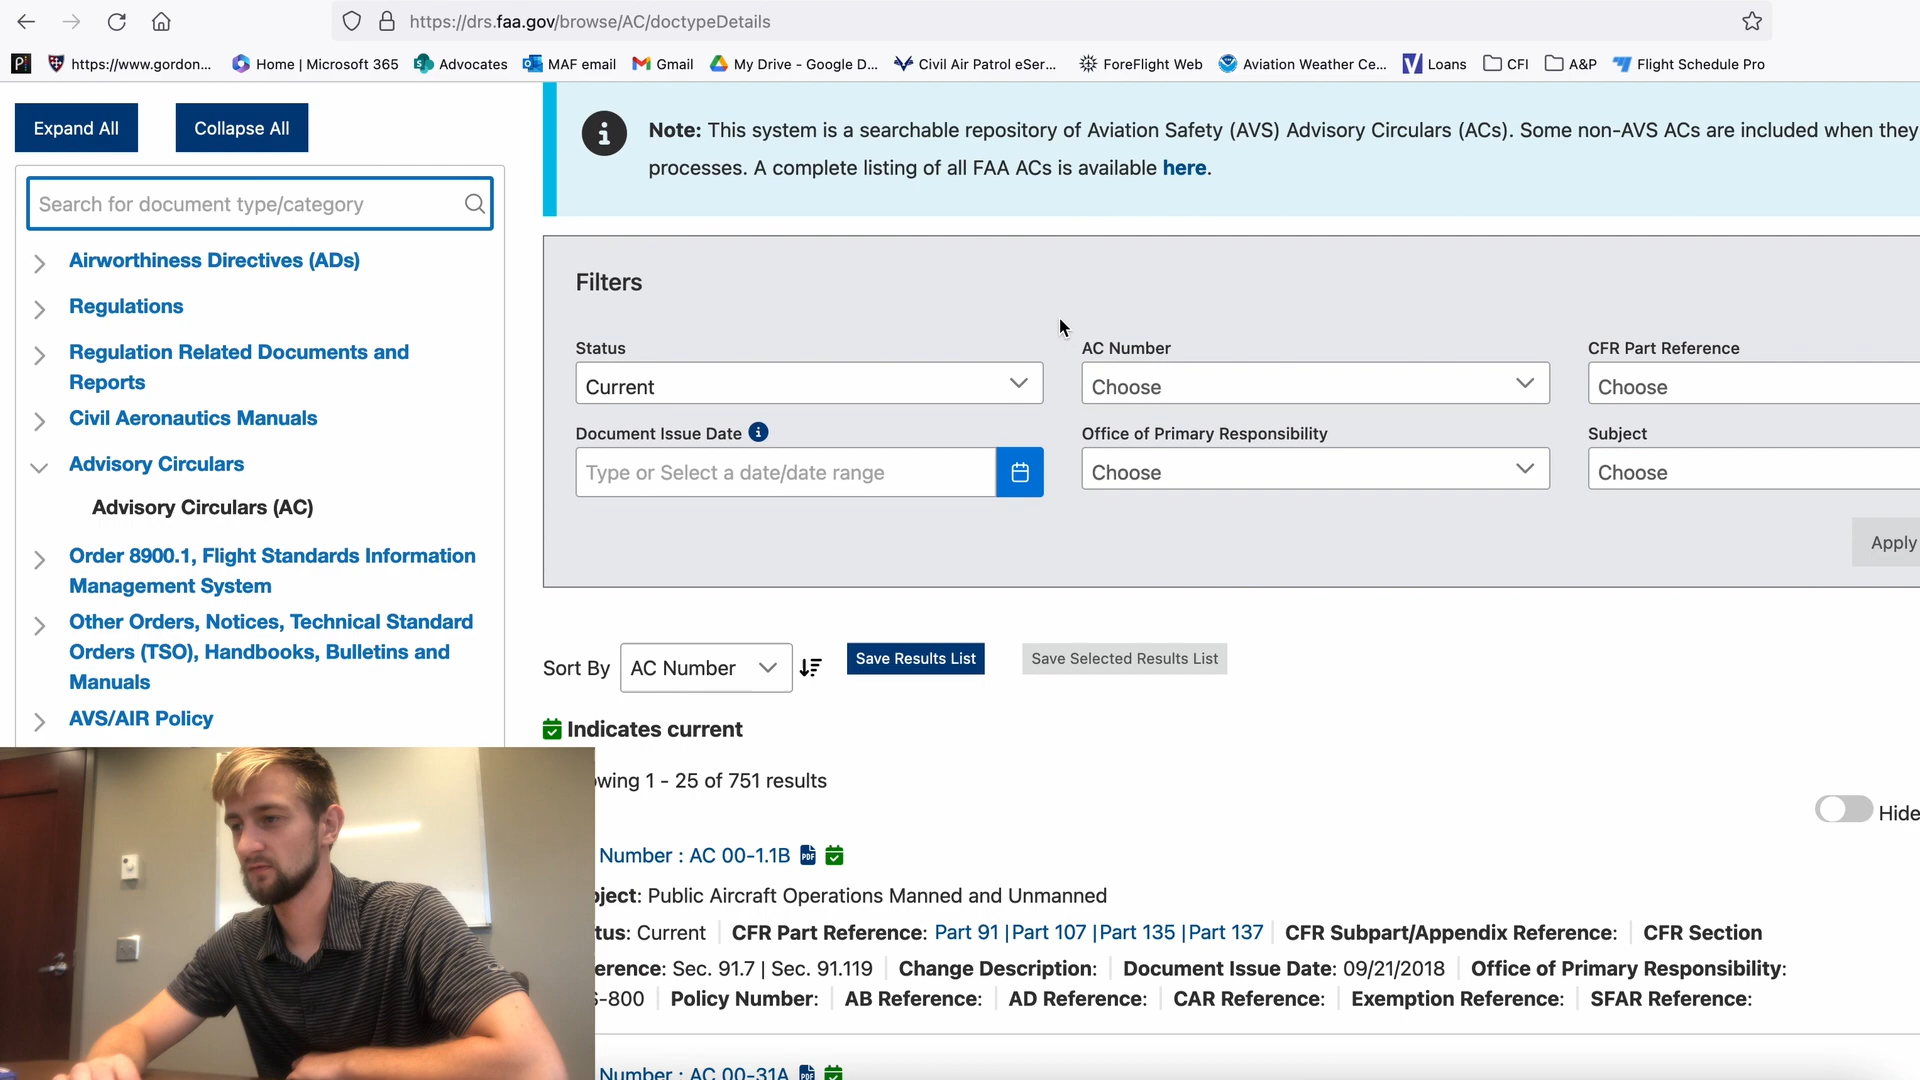 https://drs.faa.gov/browse/AC/doctypeDetails
https://www.gordon... Home | Microsoft 365 Advocates MAF email Gmail My Drive - Google D... Civil Air Patrol eSer... ForeFlight Web Aviation Weather Ce... Loans CFI A&P Flight Schedule Pro
Expand All Collapse All
Search for document type/category
Airworthiness Directives (ADs)
Regulations
Regulation Related Documents and
Reports
Civil Aeronautics Manuals
Advisory Circulars
Advisory Circulars (AC)
Order 8900.1, Flight Standards Information
Management System
Other Orders, Notices, Technical Standard
Orders (TSO), Handbooks, Bulletins and
Manuals
AVS/AIR Policy
Note: This system is a searchable repository of Aviation Safety (AVS) Advisory Circulars (ACs). Some non-AVS ACs are included when they
processes. A complete listing of all FAA ACs is available here.
Filters
Status AC Number CFR Part Reference
Current Choose Choose
Document Issue Date Office of Primary Responsibility Subject
Type or Select a date/date range Choose Choose
Apply
Sort By AC Number Save Results List Save Selected Results List
Indicates current
wing 1 - 25 of 751 results
Hide
Number : AC 00-1.1B PDF
ject: Public Aircraft Operations Manned and Unmanned
tus: Current CFR Part Reference: Part 91 |Part 107 |Part 135 |Part 137 CFR Subpart/Appendix Reference: CFR Section
erence: Sec. 91.7 | Sec. 91.119 Change Description: Document Issue Date: 09/21/2018 Office of Primary Responsibility:
S-800 Policy Number: AB Reference: AD Reference: CAR Reference: Exemption Reference: SFAR Reference:
Number : AC 00-31A PDF